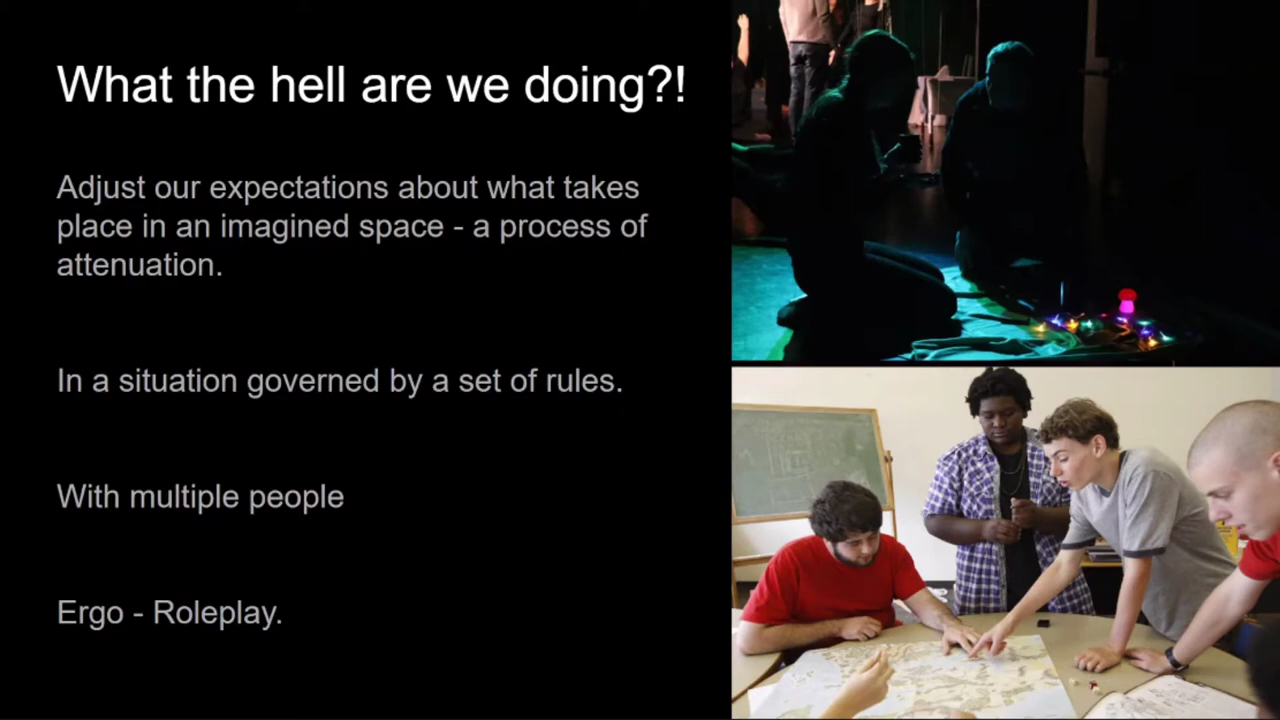 What the hell are we doing?!
Adjust our expectations about what takes
place in an imagined space - a process of
attenuation.
In a situation governed by a set of rules.
With multiple people
Ergo - Roleplay.